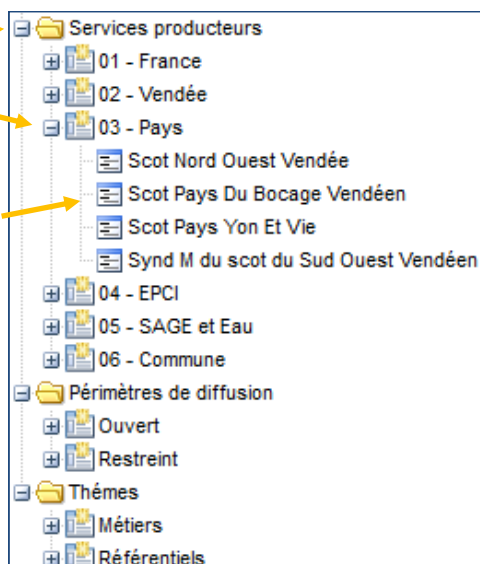 Services producteurs
01 - France
02 - Vendée
03 - Pays
Scot Nord Ouest Vendée
Scot Pays Du Bocage Vendéen
Scot Pays Yon Et Vie
Synd M du scot du Sud Ouest Vendéen
04 - EPCI
05 - SAGE et Eau
06 - Commune
Périmètres de diffusion
Ouvert
Restreint
Thémes
Métiers
Référentiels